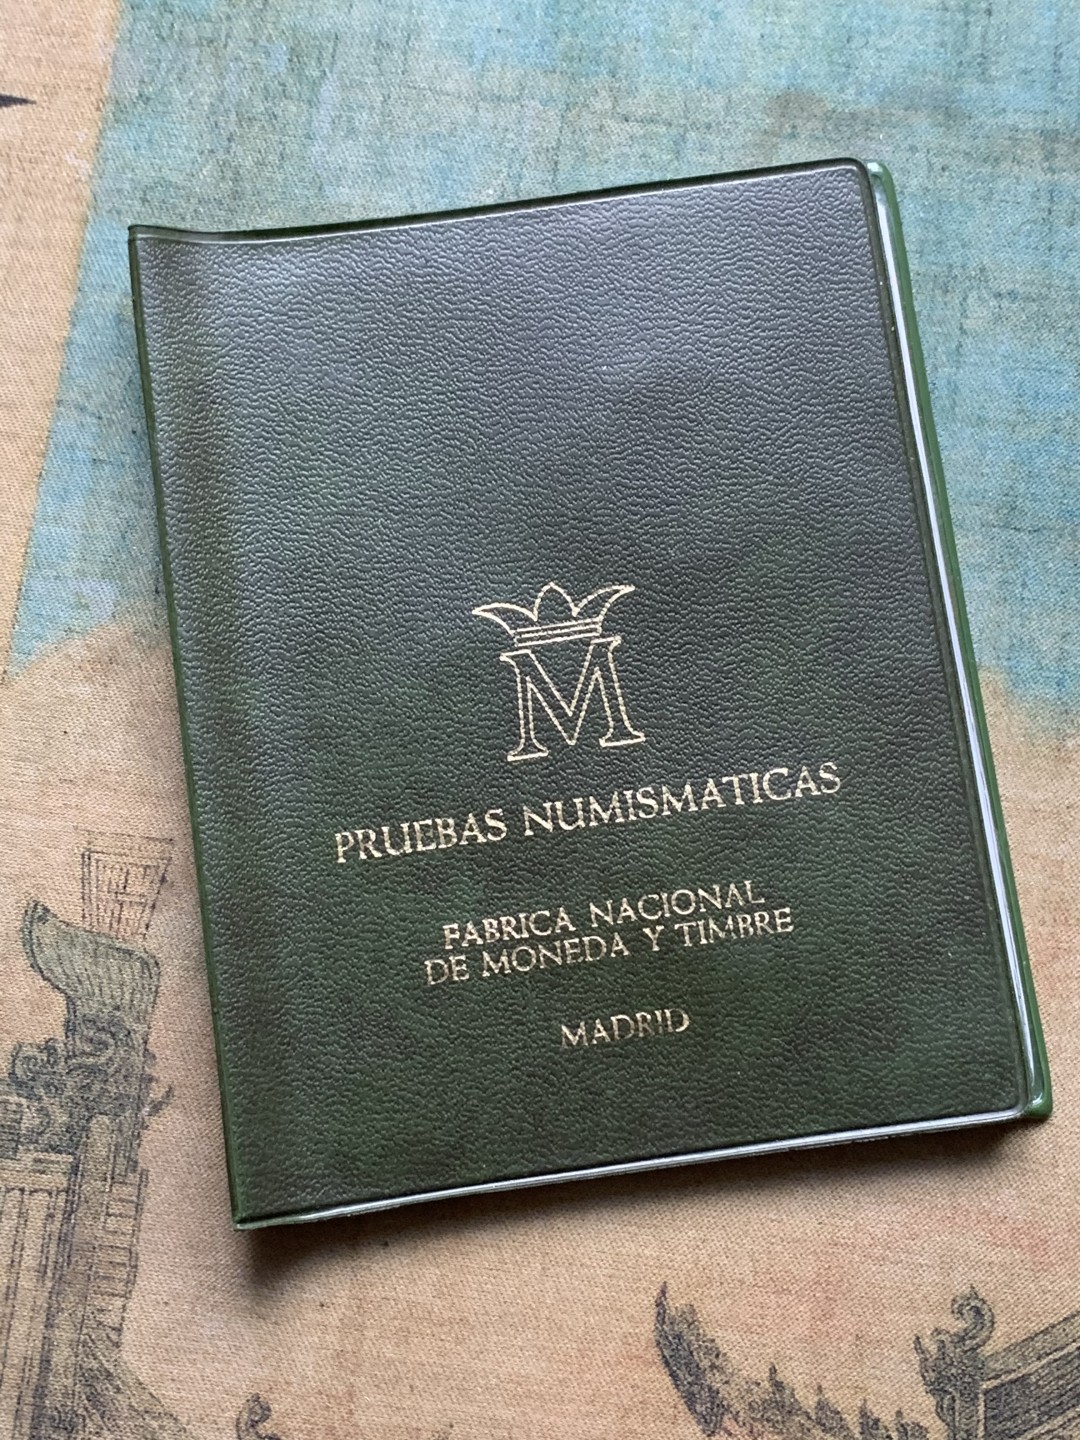 M
PRUEBAS NUMISMATICAS
FABRICA NACIONAL
DE MONEDA Y TIMBRE
MADRID